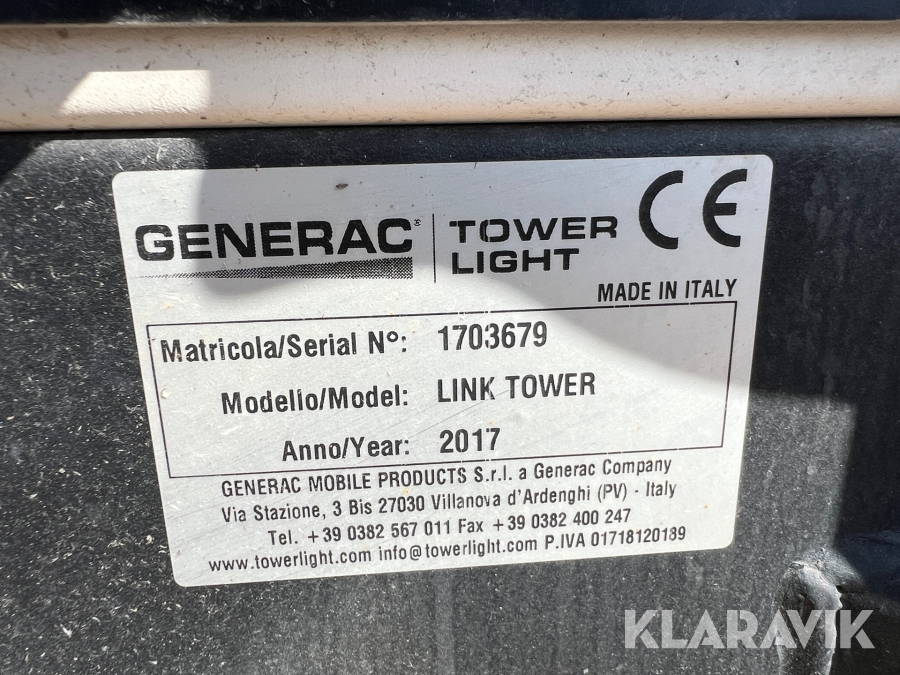 GENERAC® TOWER LIGHT CE
MADE IN ITALY
Matricola/Serial N°: 1703679
Modello/Model: LINK TOWER
Anno/Year: 2017
GENERAC MOBILE PRODUCTS S.r.l. a Generac Company
Via Stazione, 3 Bis 27030 Villanova d'Ardenghi (PV) - Italy
Tel. +39 0382 567 011 Fax +39 0382 400 247
www.towerlight.com info@towerlight.com P.IVA 01718120189
KLARAVIK